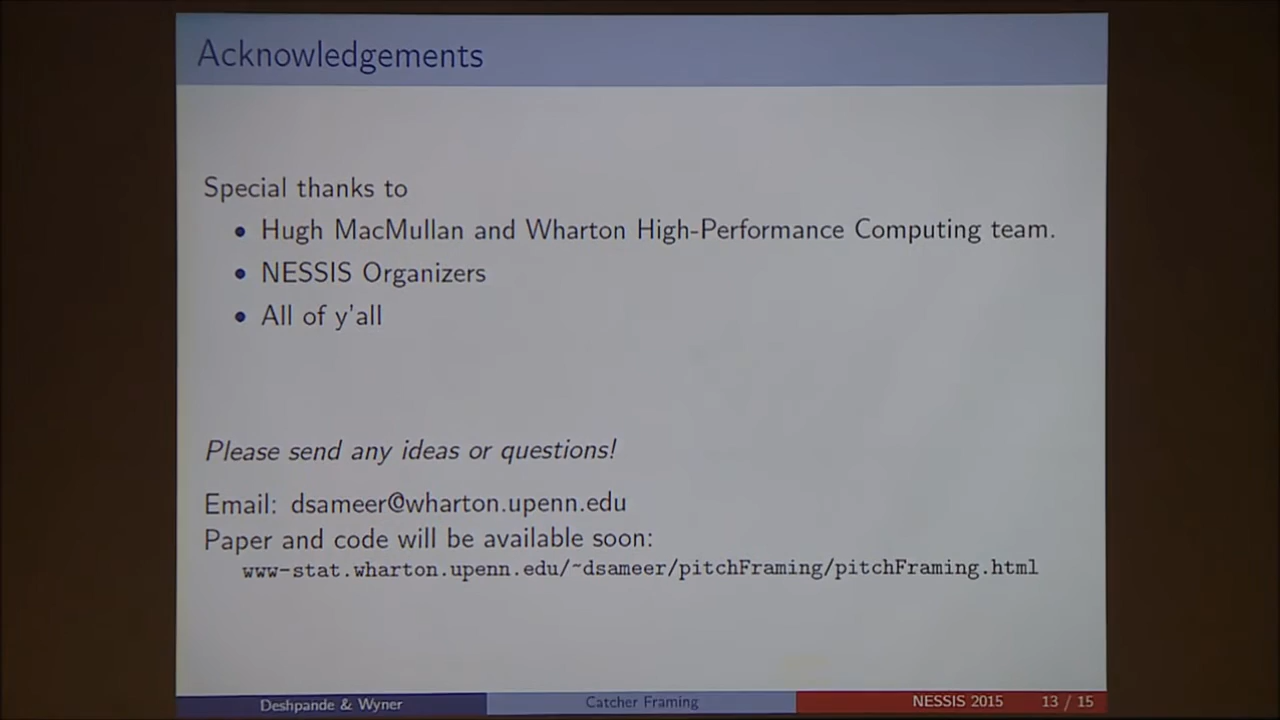 Acknowledgements
Special thanks to
• Hugh MacMullan and Wharton High-Performance Computing team.
• NESSIS Organizers
• All of y'all
Please send any ideas or questions!
Email: dsameer@wharton.upenn.edu
Paper and code will be available soon:
www-stat.wharton.upenn.edu/~dsameer/pitchFraming/pitchFraming.html
Deshpande & Wyner Catcher Framing NESSIS 2015 13 / 15